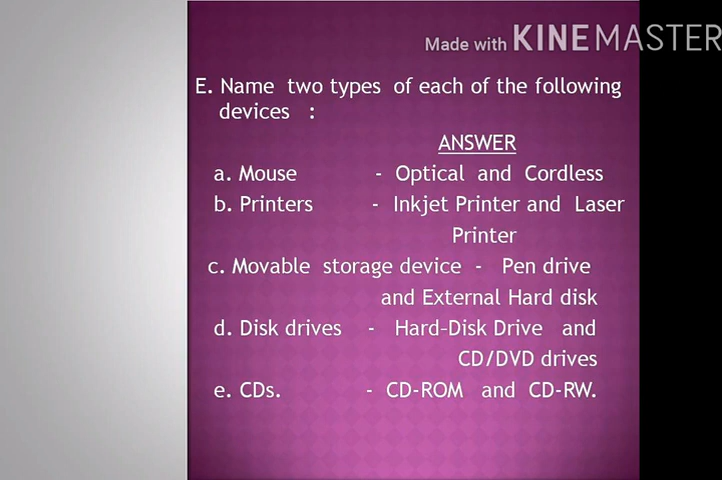 Made with KINEMASTER
E. Name two types of each of the following
devices :
ANSWER
a. Mouse - Optical and Cordless
b. Printers - Inkjet Printer and Laser
Printer
c. Movable storage device - Pen drive
and External Hard disk
d. Disk drives - Hard-Disk Drive and
CD/DVD drives
e. CDs. - CD-ROM and CD-RW.